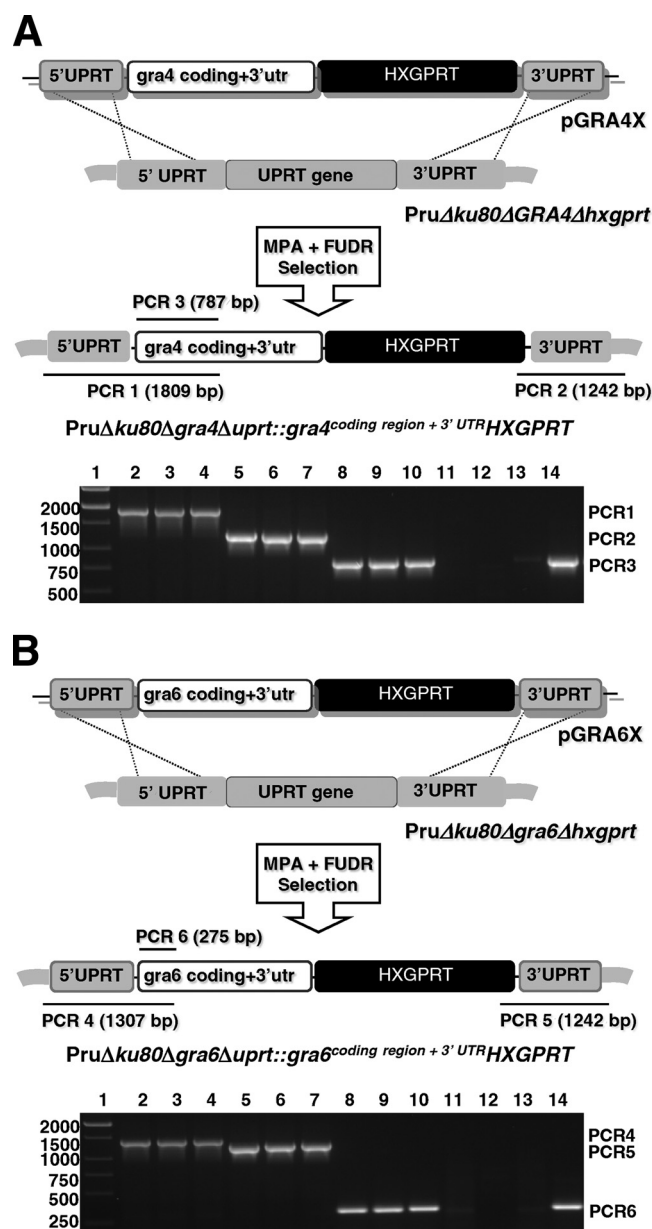 A
5'UPRT gra4 coding+3'utr HXGPRT 3'UPRT
pGRA4X
5' UPRT UPRT gene 3'UPRT
PruΔku80ΔGRA4Δhxgprt
MPA + FUDR
Selection
PCR 3 (787 bp)
5'UPRT gra4 coding+3'utr HXGPRT 3'UPRT
PCR 1 (1809 bp) PCR 2 (1242 bp)
PruΔku80Δgra4Δuprt::gra4coding region + 3' UTRHXGPRT
1 2 3 4 5 6 7 8 9 10 11 12 13 14
2000
1500
1000
750
500
PCR1
PCR2
PCR3
B
5'UPRT gra6 coding+3'utr HXGPRT 3'UPRT
pGRA6X
5' UPRT UPRT gene 3'UPRT
PruΔku80Δgra6Δhxgprt
MPA + FUDR
Selection
PCR 6 (275 bp)
5'UPRT gra6 coding+3'utr HXGPRT 3'UPRT
PCR 4 (1307 bp) PCR 5 (1242 bp)
PruΔku80Δgra6Δuprt::gra6coding region + 3' UTRHXGPRT
1 2 3 4 5 6 7 8 9 10 11 12 13 14
2000
1500
1000
750
500
250
PCR4
PCR5
PCR6